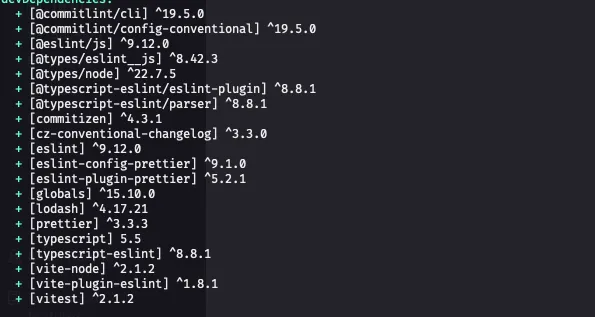 devDependencies:
+ [@commitlint/cli] ^19.5.0
+ [@commitlint/config-conventional] ^19.5.0
+ [@eslint/js] ^9.12.0
+ [@types/eslint__js] ^8.42.3
+ [@types/node] ^22.7.5
+ [@typescript-eslint/eslint-plugin] ^8.8.1
+ [@typescript-eslint/parser] ^8.8.1
+ [commitizen] ^4.3.1
+ [cz-conventional-changelog] ^3.3.0
+ [eslint] ^9.12.0
+ [eslint-config-prettier] ^9.1.0
+ [eslint-plugin-prettier] ^5.2.1
+ [globals] ^15.10.0
+ [lodash] ^4.17.21
+ [prettier] ^3.3.3
+ [typescript] 5.5
+ [typescript-eslint] ^8.8.1
+ [vite-node] ^2.1.2
+ [vite-plugin-eslint] ^1.8.1
+ [vitest] ^2.1.2